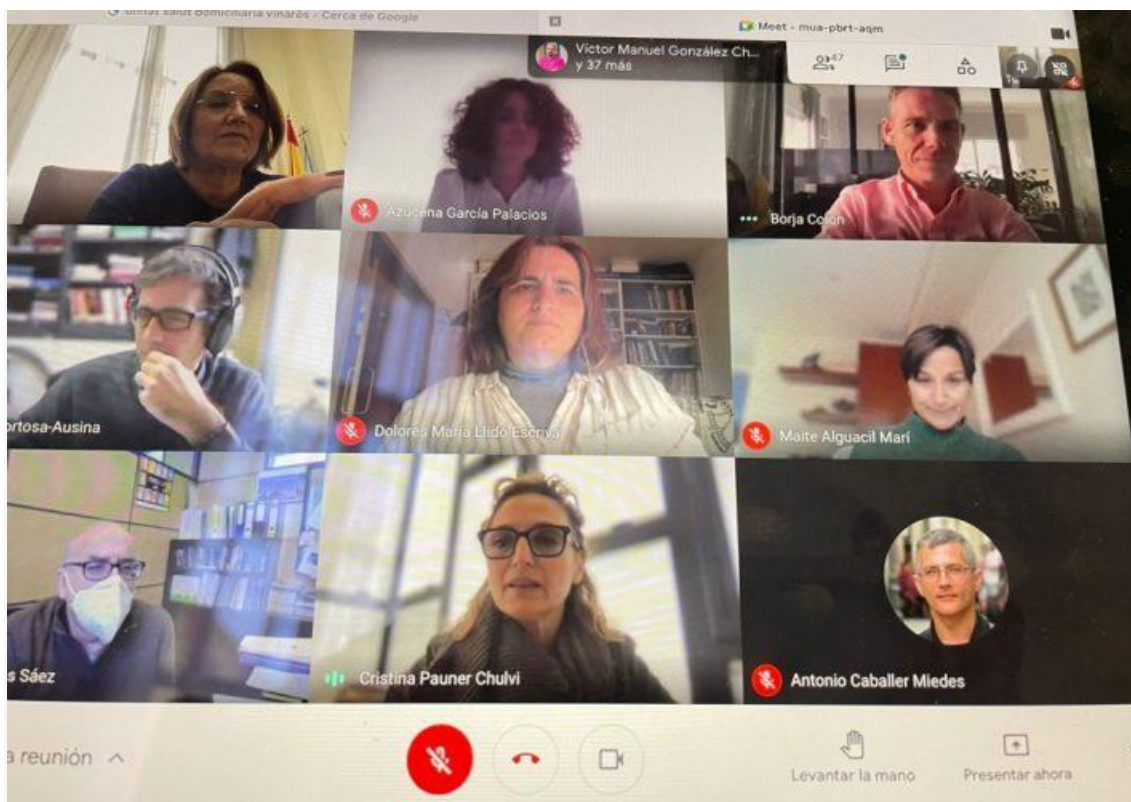 unitat salut domiciliaria vinaròs - Cerca de Google
Meet - mua-pbrt-aqm
Víctor Manuel González Ch...
y 37 más
47
Azucena García Palacios
Borja Colón
ortosa-Ausina
Dolores María Llidó Escrivá
Maite Alguacil Marí
s Sáez
Cristina Pauner Chulvi
Antonio Caballer Miedes
a reunión
Levantar la mano
Presentar ahora